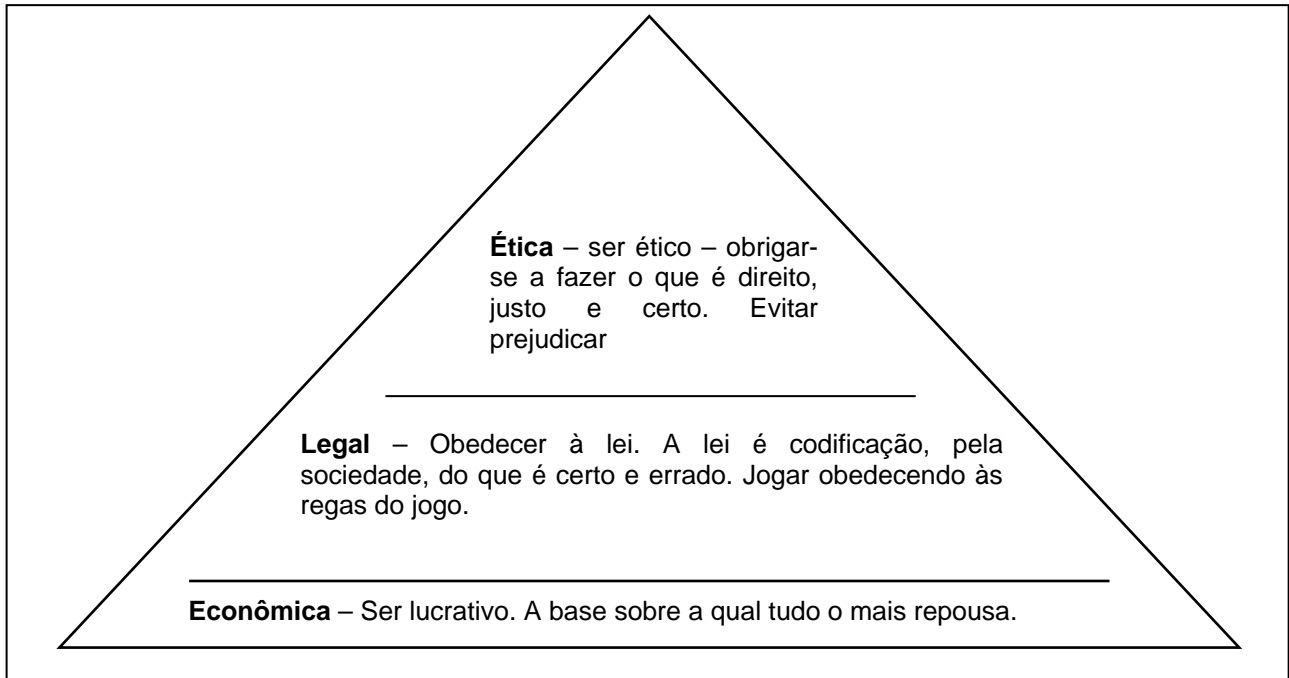 Ética – ser ético – obrigar-
se a fazer o que é direito,
justo e certo. Evitar
prejudicar
Legal – Obedecer à lei. A lei é codificação, pela
sociedade, do que é certo e errado. Jogar obedecendo às
regas do jogo.
Econômica – Ser lucrativo. A base sobre a qual tudo o mais repousa.